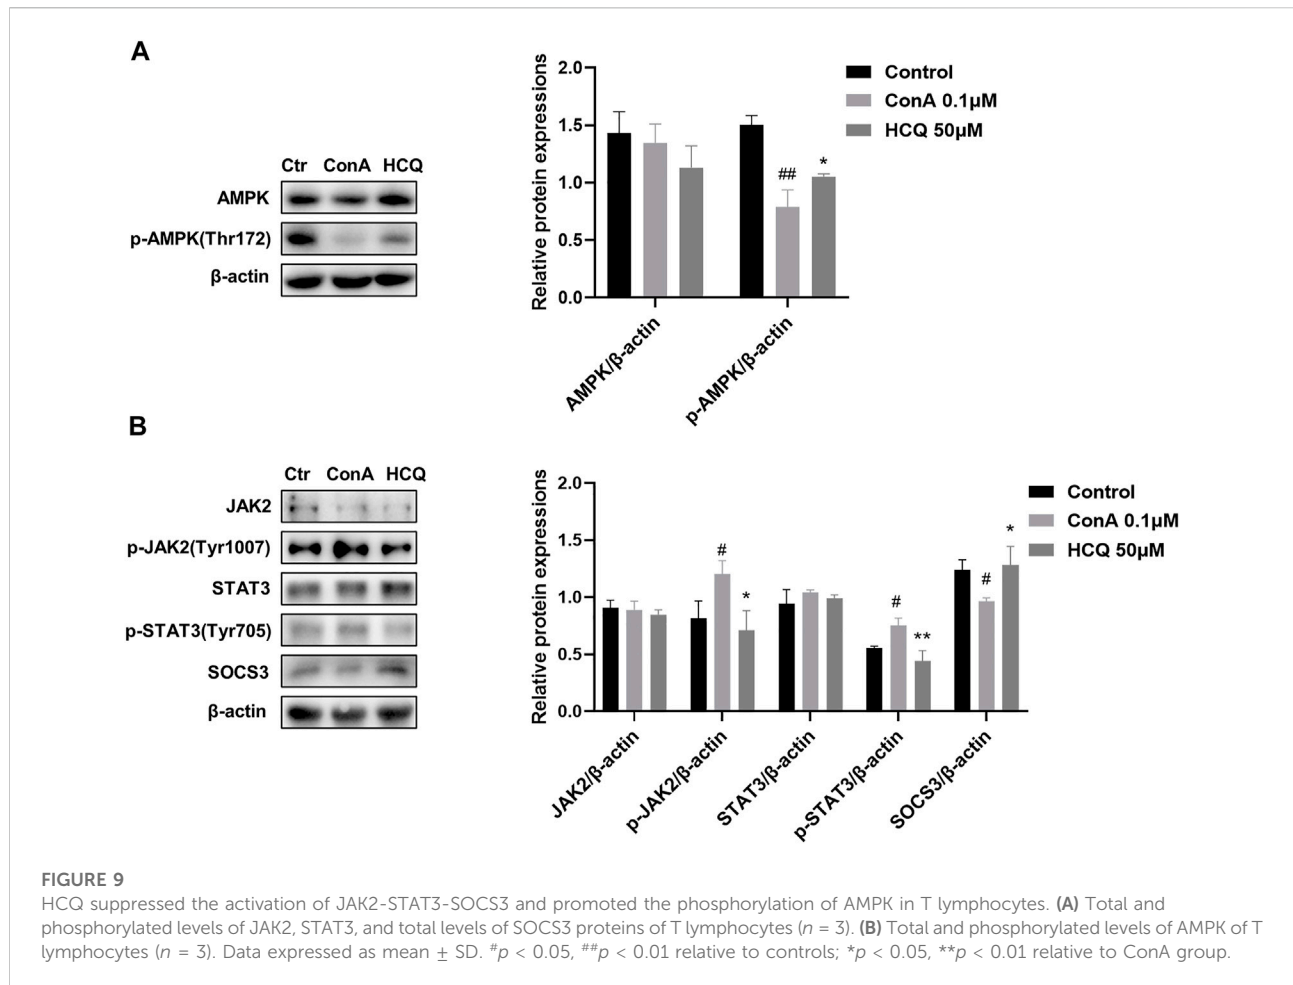 A
Ctr ConA HCQ
AMPK
p-AMPK(Thr172)
β-actin
Relative protein expressions
2.0
1.5
1.0
0.5
0.0
##
*
AMPK/β-actin
p-AMPK/β-actin
Control
ConA 0.1μM
HCQ 50μM
B
Ctr ConA HCQ
JAK2
p-JAK2(Tyr1007)
STAT3
p-STAT3(Tyr705)
SOCS3
β-actin
Relative protein expressions
2.0
1.5
1.0
0.5
0.0
#
*
#
**
#
*
JAK2/β-actin
p-JAK2/β-actin
STAT3/β-actin
p-STAT3/β-actin
SOCS3/β-actin
Control
ConA 0.1μM
HCQ 50μM
FIGURE 9
HCQ suppressed the activation of JAK2-STAT3-SOCS3 and promoted the phosphorylation of AMPK in T lymphocytes. (A) Total and
phosphorylated levels of JAK2, STAT3, and total levels of SOCS3 proteins of T lymphocytes (n = 3). (B) Total and phosphorylated levels of AMPK of T
lymphocytes (n = 3). Data expressed as mean ± SD. #p < 0.05, ##p < 0.01 relative to controls; *p < 0.05, **p < 0.01 relative to ConA group.